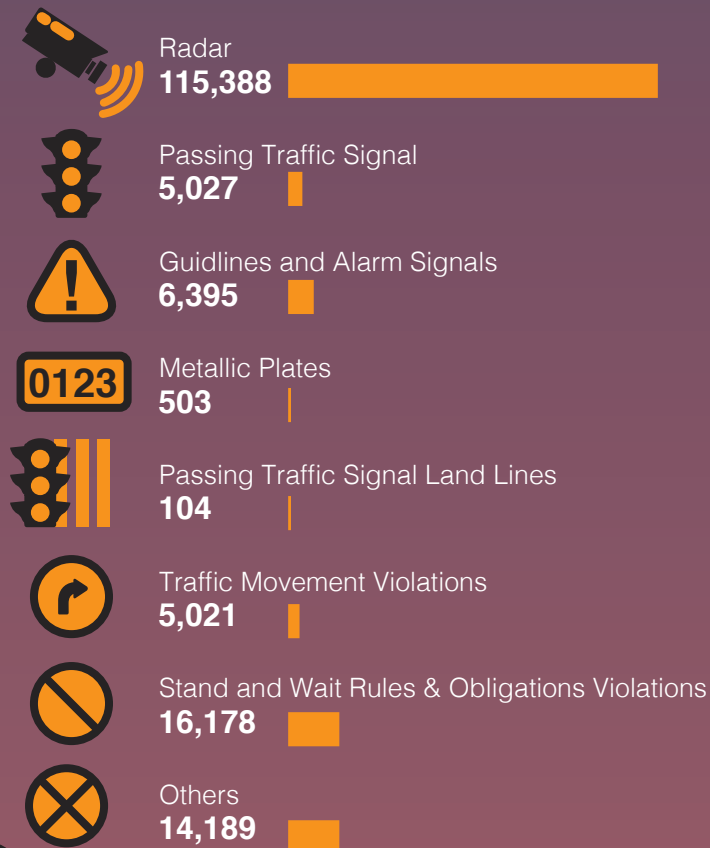 Radar
115,388
Passing Traffic Signal
5,027
Guidlines and Alarm Signals
6,395
0123
Metallic Plates
503
Passing Traffic Signal Land Lines
104
Traffic Movement Violations
5,021
Stand and Wait Rules & Obligations Violations
16,178
Others
14,189